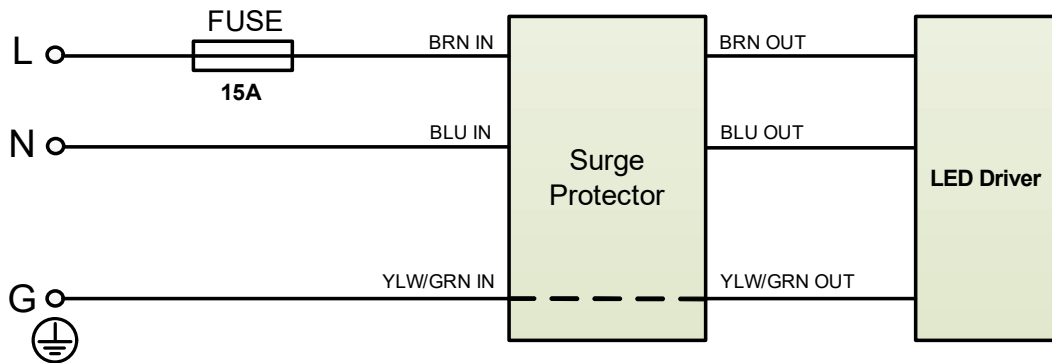 FUSE
L
BRN IN
BRN OUT
15A
N
BLU IN
BLU OUT
Surge
Protector
LED Driver
YLW/GRN IN
YLW/GRN OUT
G